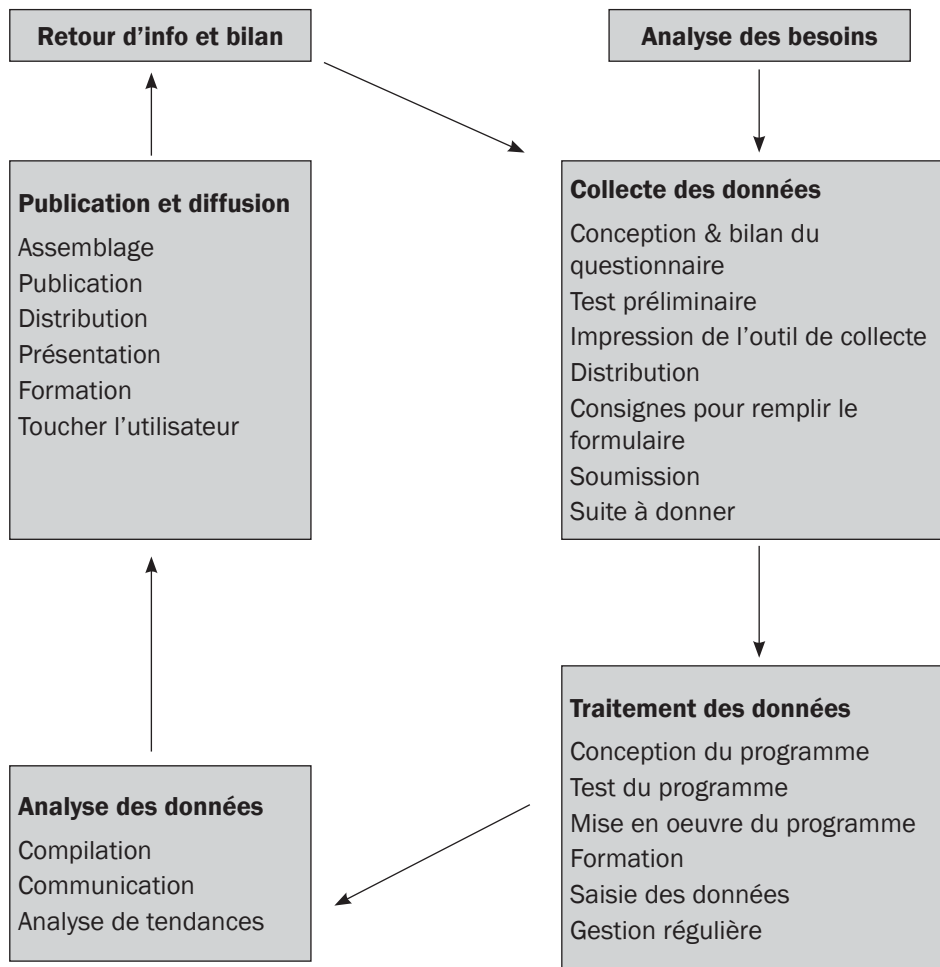 Retour d’info et bilan
Analyse des besoins
Publication et diffusion
Assemblage
Publication
Distribution
Présentation
Formation
Toucher l’utilisateur
Collecte des données
Conception & bilan du
questionnaire
Test préliminaire
Impression de l’outil de collecte
Distribution
Consignes pour remplir le
formulaire
Soumission
Suite à donner
Analyse des données
Compilation
Communication
Analyse de tendances
Traitement des données
Conception du programme
Test du programme
Mise en oeuvre du programme
Formation
Saisie des données
Gestion régulière